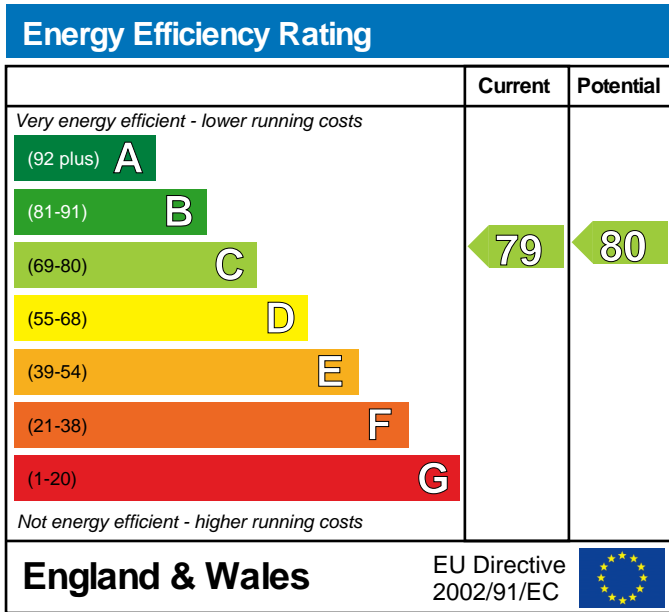 Energy Efficiency Rating
Current Potential
Very energy efficient - lower running costs
(92 plus) A
(81-91) B
(69-80) C
79 80
(55-68) D
(39-54) E
(21-38) F
(1-20) G
Not energy efficient - higher running costs
England & Wales
EU Directive
2002/91/EC